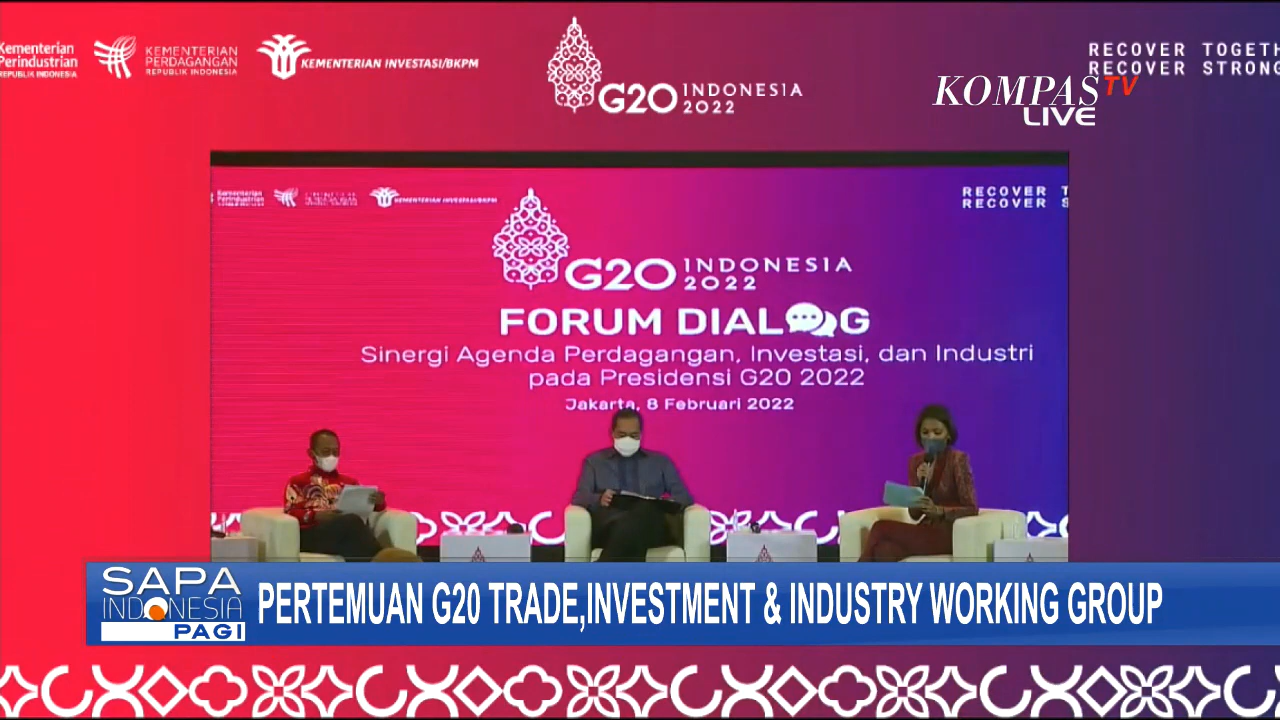 Kementerian
Perindustrian
REPUBLIK INDONESIA
KEMENTERIAN
PERDAGANGAN
REPUBLIK INDONESIA
KEMENTERIAN INVESTASI/BKPM
G20 INDONESIA
2022
RECOVER TOGETH
RECOVER STRONG
KOMPAS TV
LIVE
Kementerian
Perindustrian
KEMENTERIAN INVESTASI/BKPM
RECOVER T
RECOVER S
G20 INDONESIA
2022
FORUM DIALOG
Sinergi Agenda Perdagangan, Investasi, dan Industri
pada Presidensi G20 2022
Jakarta, 8 Februari 2022
SAPA
INDONESIA
PAGI
PERTEMUAN G20 TRADE,INVESTMENT & INDUSTRY WORKING GROUP